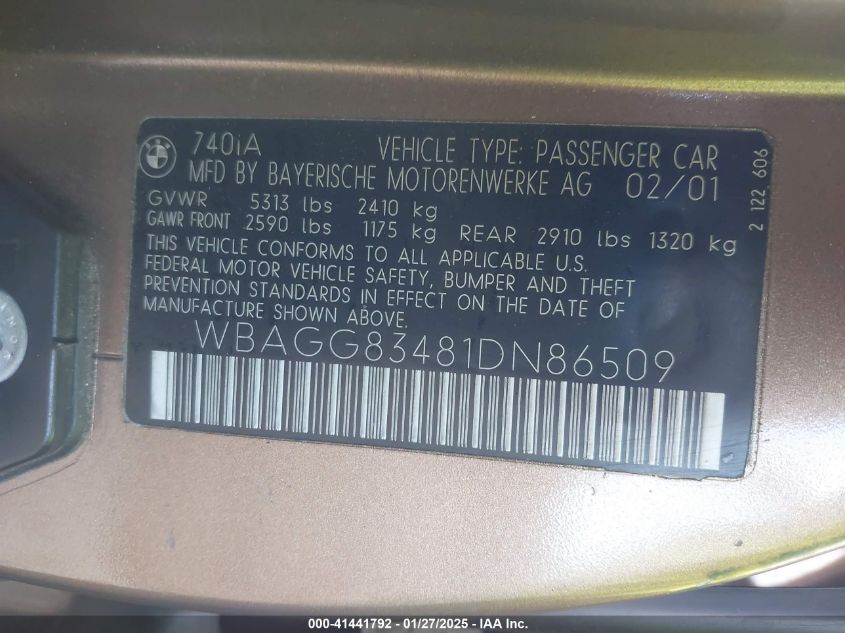 BMW
740iA VEHICLE TYPE: PASSENGER CAR
MFD BY BAYERISCHE MOTORENWERKE AG 02/01
GVWR 5313 lbs 2410 kg
GAWR FRONT 2590 lbs 1175 kg REAR 2910 lbs 1320 kg
THIS VEHICLE CONFORMS TO ALL APPLICABLE U.S.
FEDERAL MOTOR VEHICLE SAFETY, BUMPER AND THEFT
PREVENTION STANDARDS IN EFFECT ON THE DATE OF
MANUFACTURE SHOWN ABOVE.
WBAGG83481DN86509
2 122 606
000-41441792 - 01/27/2025 - IAA Inc.